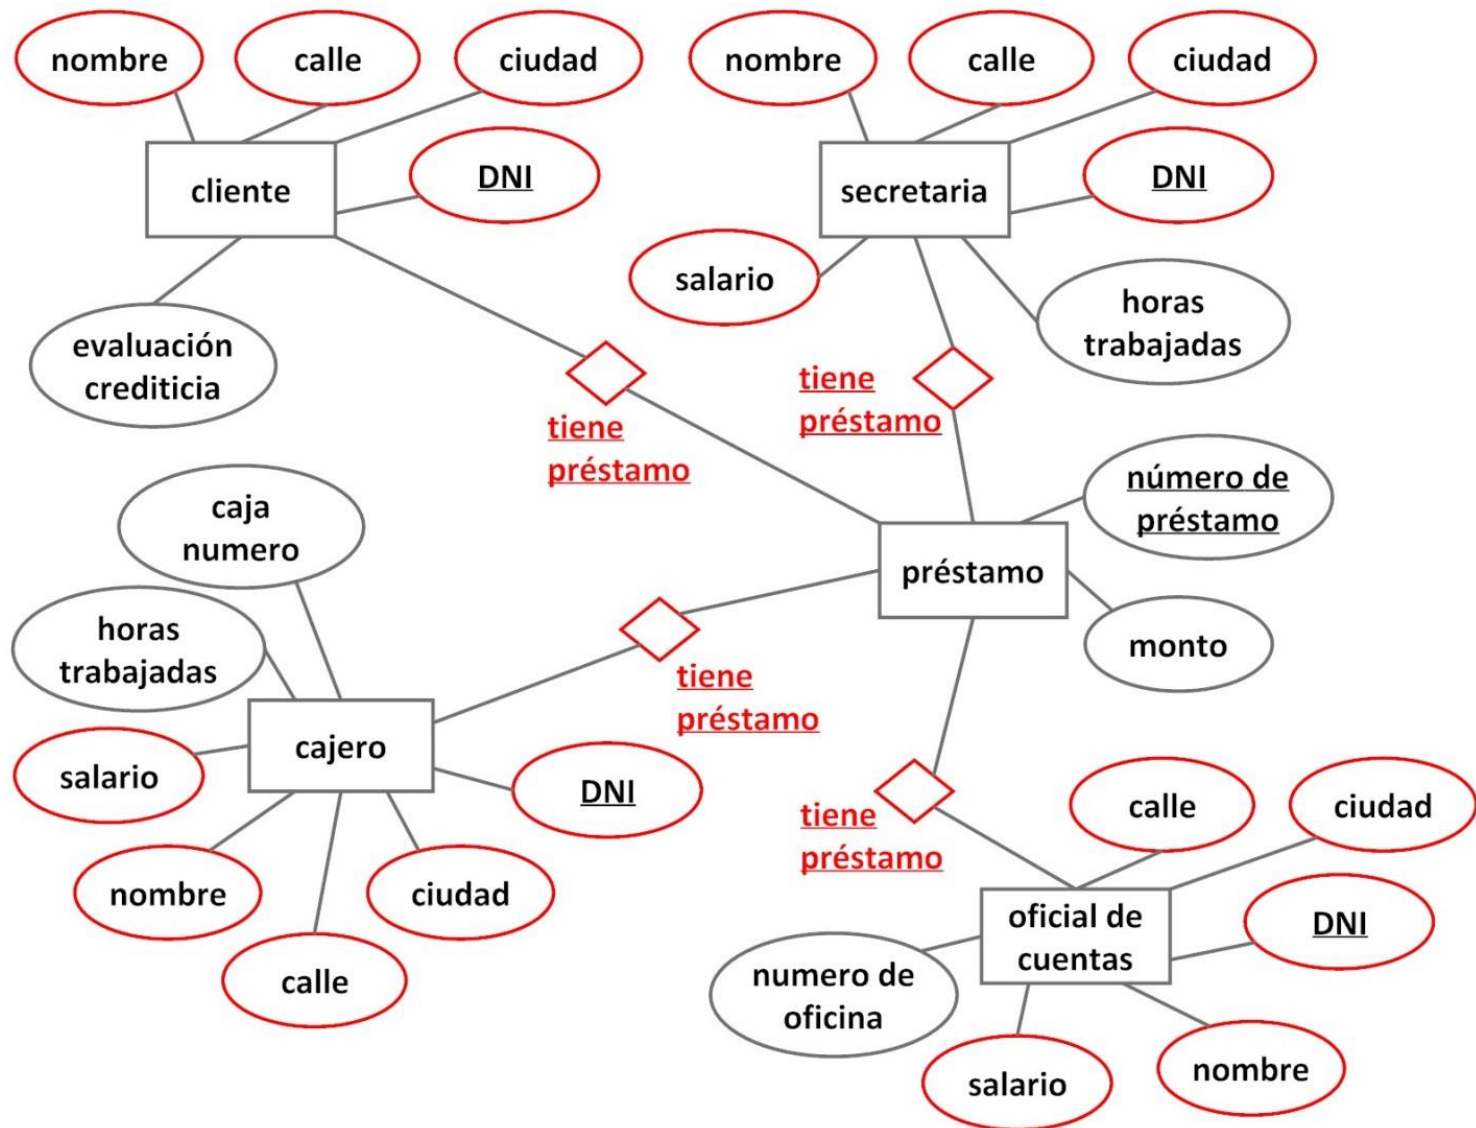 nombre
calle
ciudad
cliente
DNI
evaluación
crediticia
nombre
calle
ciudad
secretaria
DNI
salario
horas
trabajadas
tiene
préstamo
tiene
préstamo
número de
préstamo
préstamo
monto
caja
numero
horas
trabajadas
salario
cajero
DNI
nombre
ciudad
calle
tiene
préstamo
tiene
préstamo
calle
ciudad
oficial de
cuentas
DNI
numero de
oficina
salario
nombre